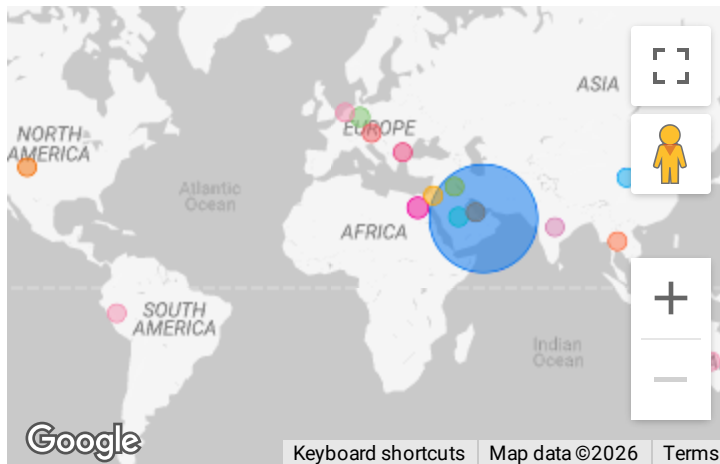 ASIA
NORTH
AMERICA
EUROPE
Atlantic
Ocean
AFRICA
SOUTH
AMERICA
Indian
Ocean
Google
Keyboard shortcuts
Map data ©2026
Terms